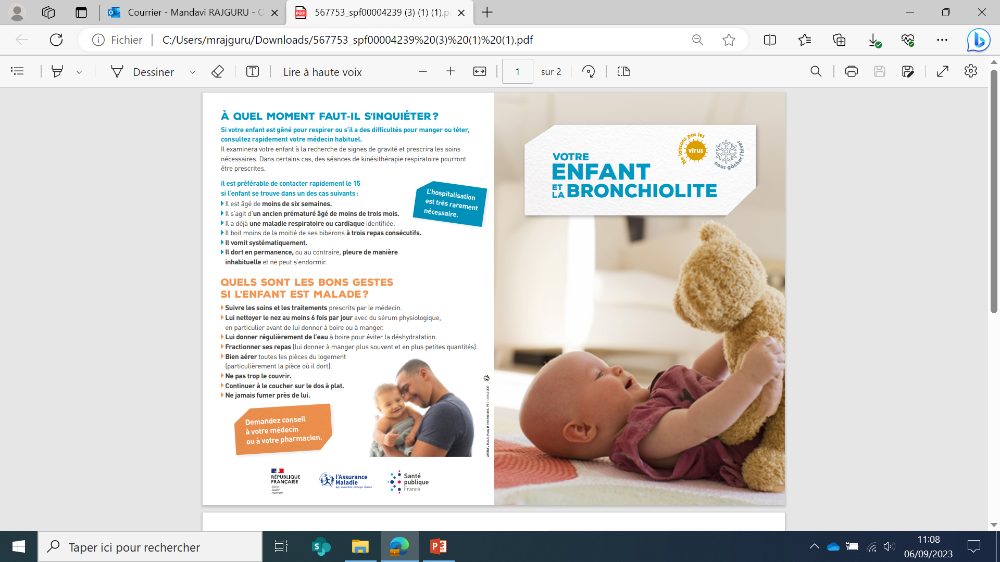 Courrier - Mandavi RAJGURU - O
567753_spf00004239 (3) (1) (1).p
Fichier
C:/Users/mrajguru/Downloads/567753_spf00004239%20(3)%20(1)%20(1).pdf
Dessiner
Lire à haute voix
1
sur 2
À QUEL MOMENT FAUT-IL S'INQUIÉTER ?
Si votre enfant est gêné pour respirer ou s'il a des difficultés pour manger ou téter,
consultez rapidement votre médecin habituel.
Il examinera votre enfant à la recherche de signes de gravité et prescrira les soins
nécessaires. Dans certains cas, des séances de kinésithérapie respiratoire pourront
être prescrites.
il est préférable de contacter rapidement le 15
si l'enfant se trouve dans un des cas suivants :
Il est âgé de moins de six semaines.
Il s'agit d'un ancien prématuré âgé de moins de trois mois.
Il a déjà une maladie respiratoire ou cardiaque identifiée.
Il boit moins de la moitié de ses biberons à trois repas consécutifs.
Il vomit systématiquement.
Il dort en permanence, ou au contraire, pleure de manière
inhabituelle et ne peut s'endormir.
L'hospitalisation
est très rarement
nécessaire.
QUELS SONT LES BONS GESTES
SI L'ENFANT EST MALADE ?
Suivre les soins et les traitements prescrits par le médecin.
Lui nettoyer le nez au moins 6 fois par jour avec du sérum physiologique,
en particulier avant de lui donner à boire ou à manger.
Lui donner régulièrement de l'eau à boire pour éviter la déshydratation.
Fractionner ses repas (lui donner à manger plus souvent et en plus petites quantités).
Bien aérer toutes les pièces du logement
(particulièrement la pièce où il dort).
Ne pas trop le couvrir.
Continuer à le coucher sur le dos à plat.
Ne jamais fumer près de lui.
Demandez conseil
à votre médecin
ou à votre pharmacien.
RÉPUBLIQUE
FRANÇAISE
Liberté
Égalité
Fraternité
l'Assurance
Maladie
Agir ensemble, protéger chacun
Santé
publique
France
VOTRE
ENFANT
ET LA BRONCHIOLITE
Ne laissons pas les
virus
nous gâcher l'hiver
Taper ici pour rechercher
11:08
06/09/2023